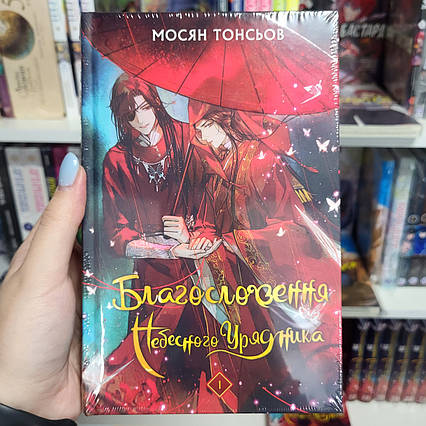 МОСЯН ТОНСЬОВ
Благословення
Небесного Урядника
1